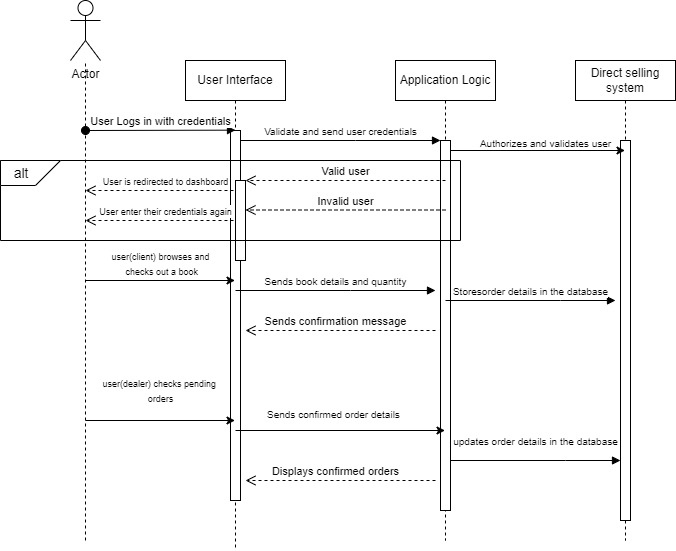 Actor
User Interface
Application Logic
Direct selling
system
User Logs in with credentials
Validate and send user credentials
Authorizes and validates user
alt
Valid user
User is redirected to dashboard
Invalid user
User enter their credentials again
user(client) browses and
checks out a book
Sends book details and quantity
Storesorder details in the database
Sends confirmation message
user(dealer) checks pending
orders
Sends confirmed order details
updates order details in the database
Displays confirmed orders